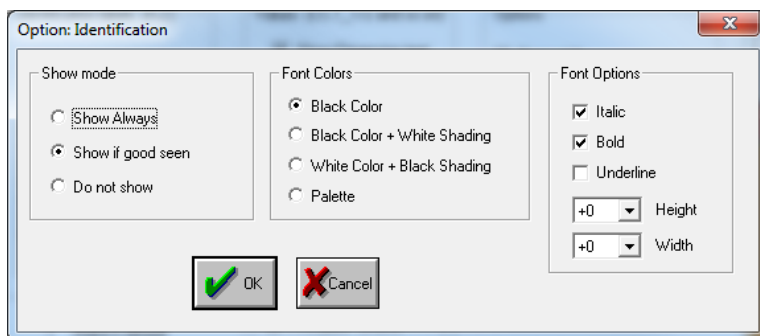 Option: Identification
Show mode
Show Always
Show if good seen
Do not show
Font Colors
Black Color
Black Color + White Shading
White Color + Black Shading
Palette
Font Options
Italic
Bold
Underline
+0 Height
+0 Width
OK
Cancel